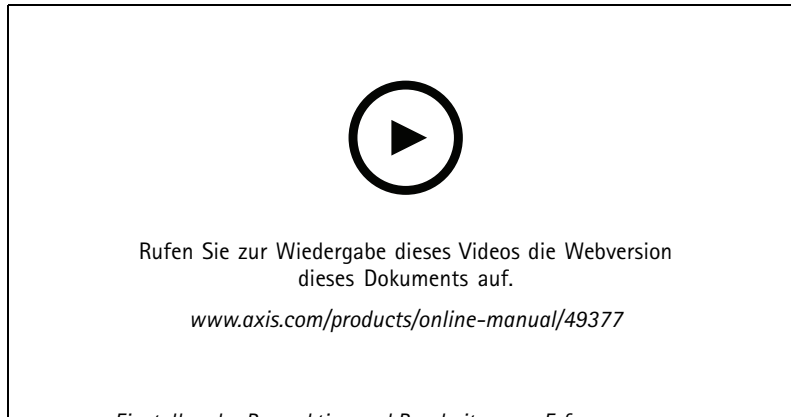 Rufen Sie zur Wiedergabe dieses Videos die Webversion
dieses Dokuments auf.
www.axis.com/products/online-manual/49377